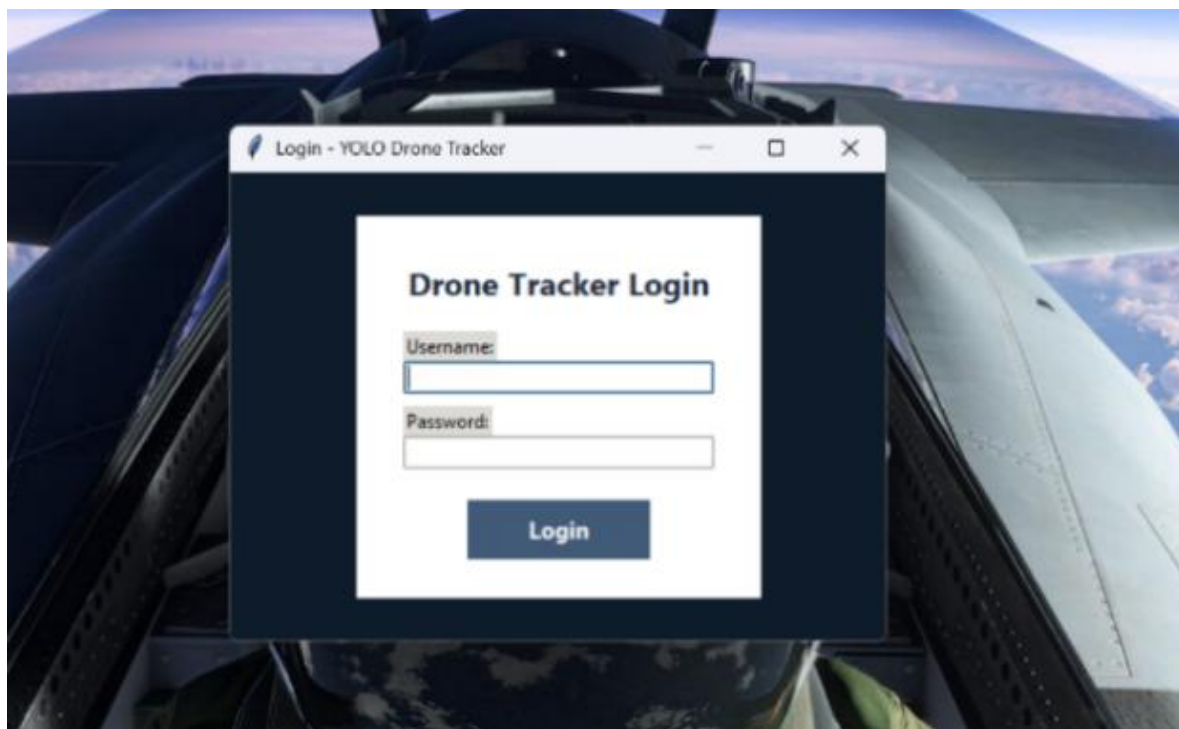 Login - YOLO Drone Tracker
Drone Tracker Login
Username:
Password:
Login